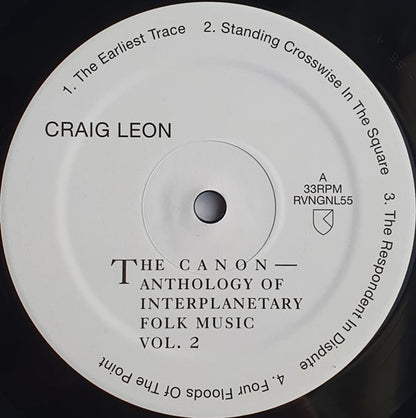 1. The Earliest Trace 2. Standing Crosswise In The Square 3. The Respondent In Dispute 4. Four Floods Of The Point
CRAIG LEON
A
33RPM
RVNGNL55
THE CANON—
ANTHOLOGY OF
INTERPLANETARY
FOLK MUSIC
VOL. 2